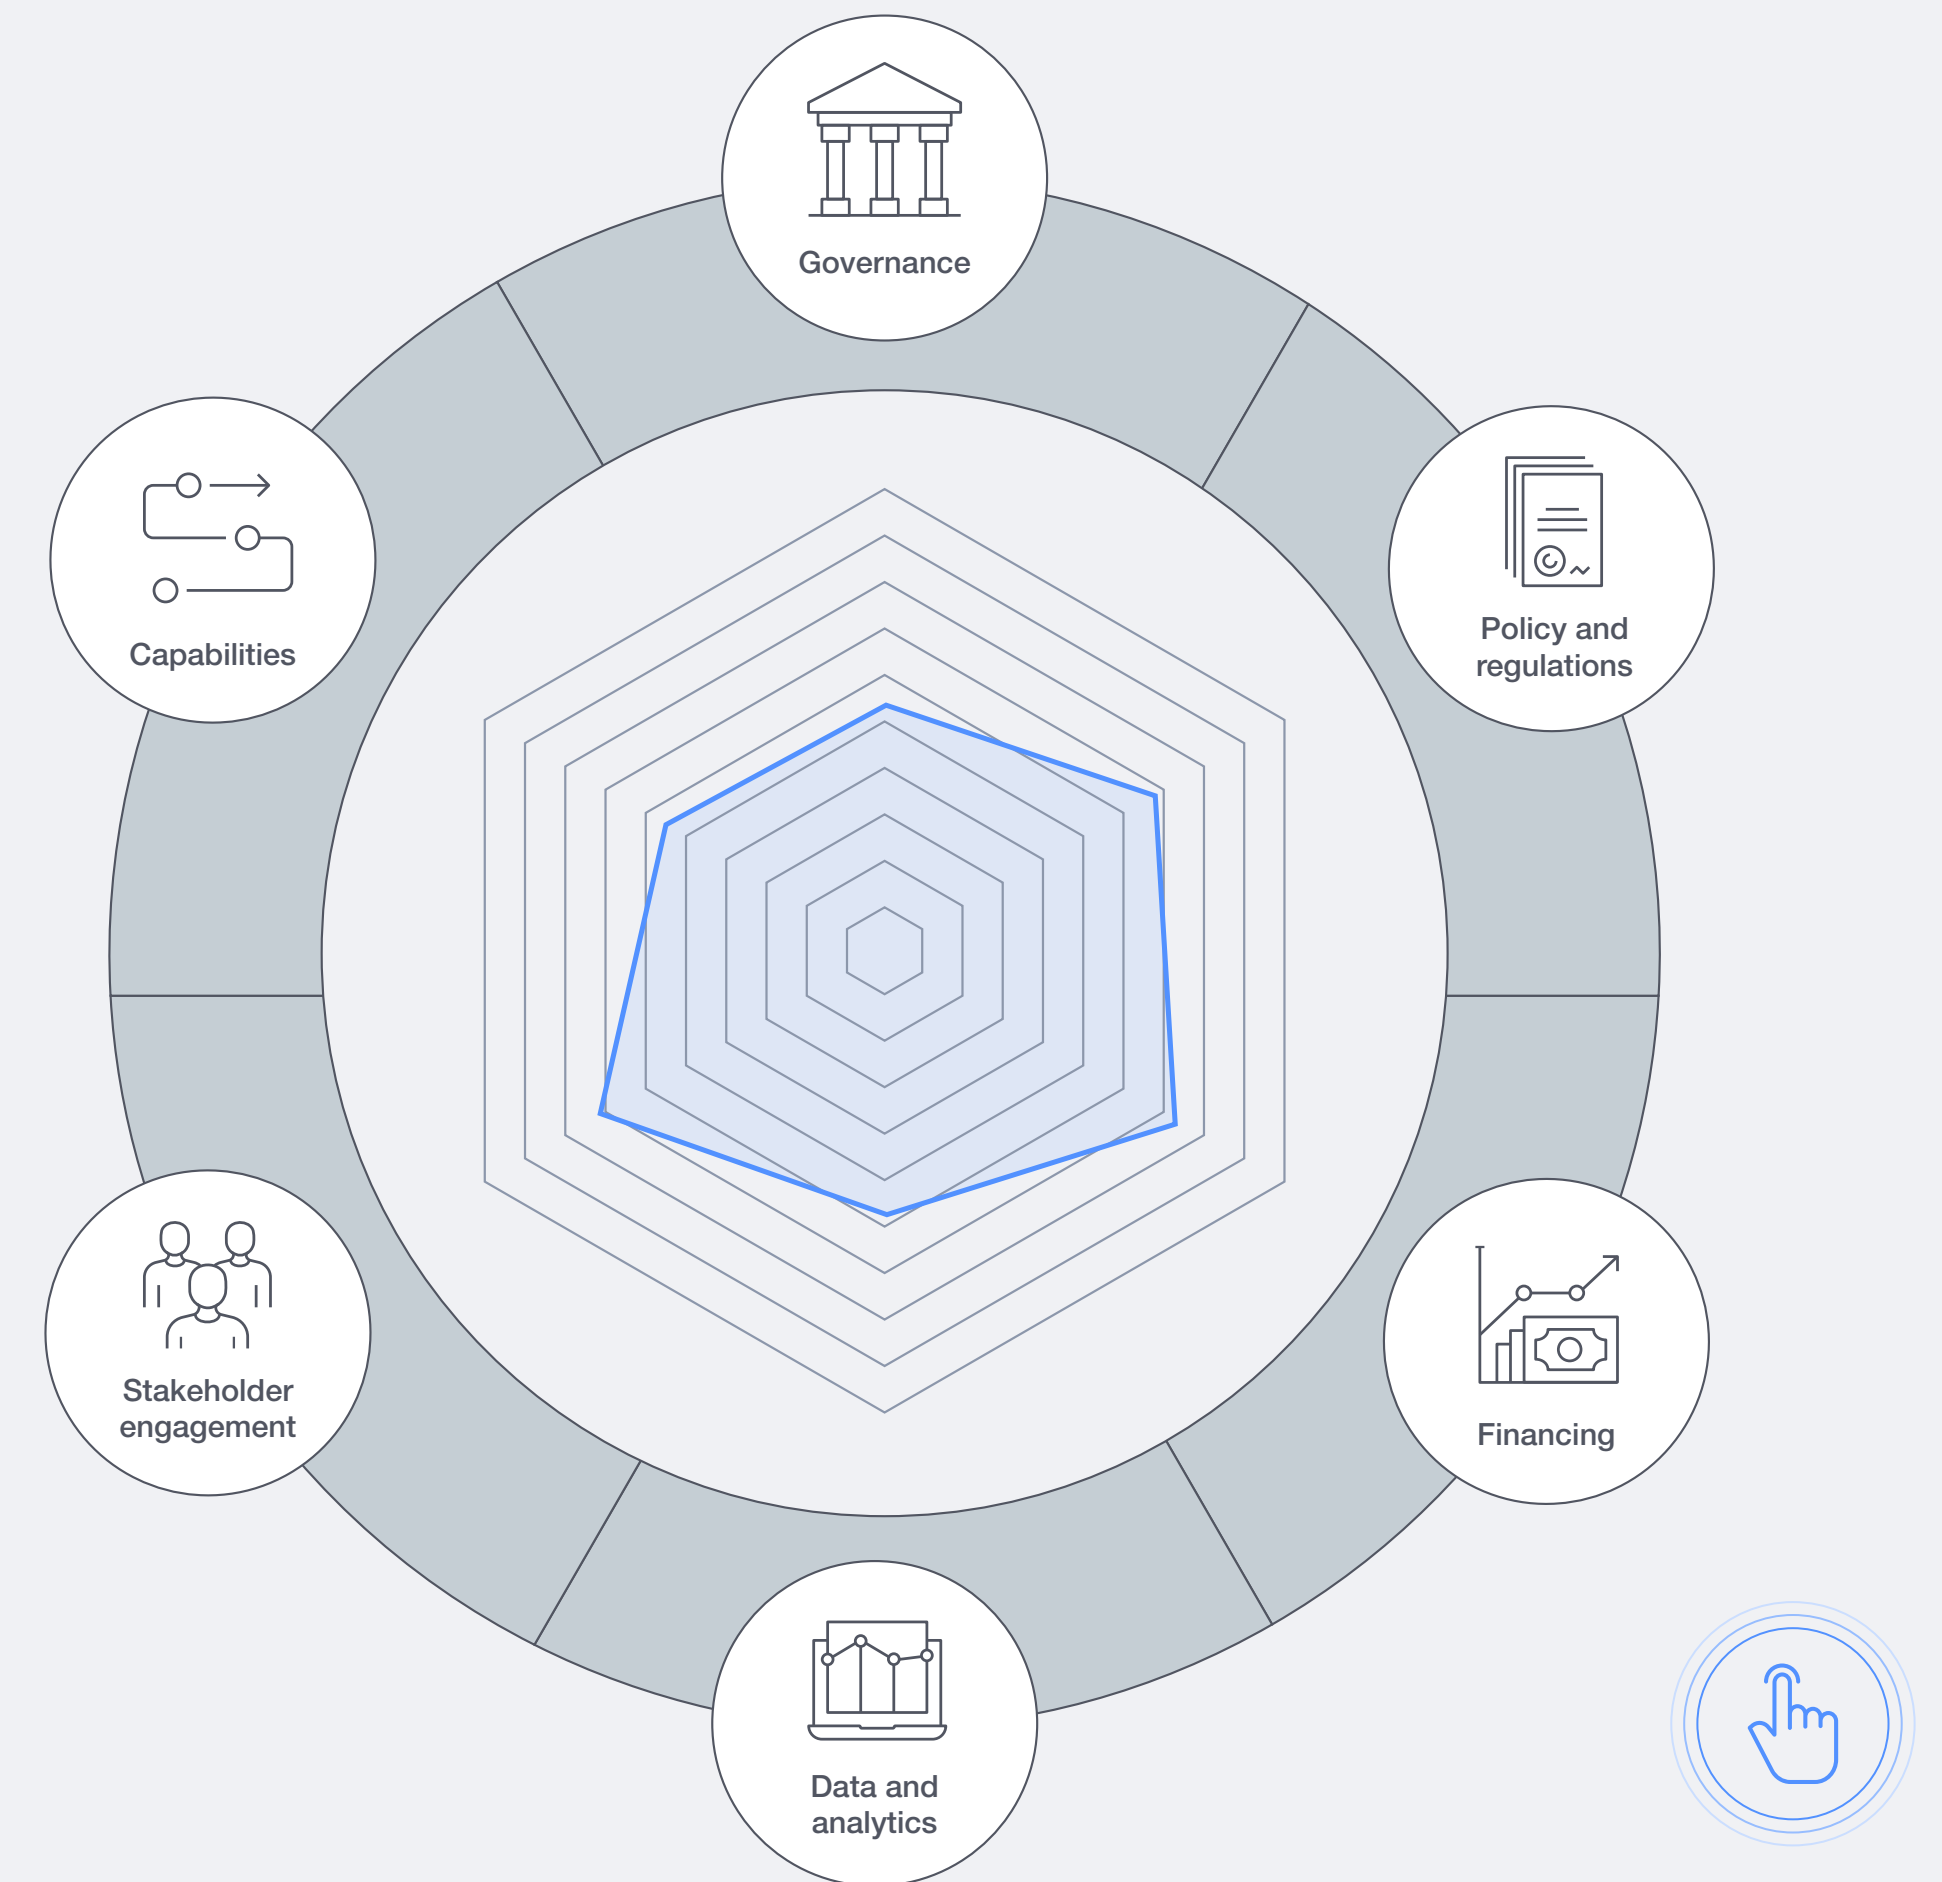 Governance
Capabilities
Policy and
regulations
Stakeholder
engagement
Financing
Data and
analytics